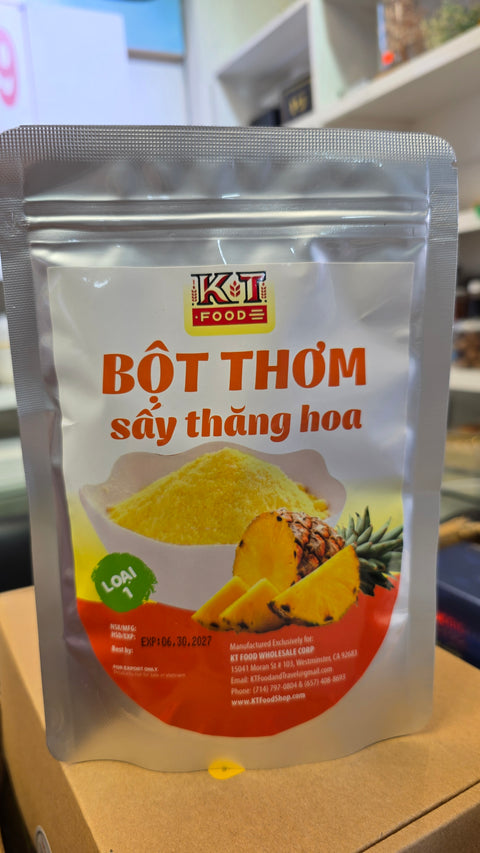 9
KT
·FOOD
BỘT THƠM
sấy thăng hoa
LOẠI
1
NSX/MFG:
HSD/EXP: EXP:06,30,2027
Best by:
FOR EXPORT ONLY.
Manufactured Exclusively for:
KT FOOD WHOLESALE CORP
15041 Moran St # 103, Westminster, CA 92683
Email: KTFoodandTravel@gmail.com
Phone: (714) 797-0804 & (657) 408-8693
www.KTFoodShop.com